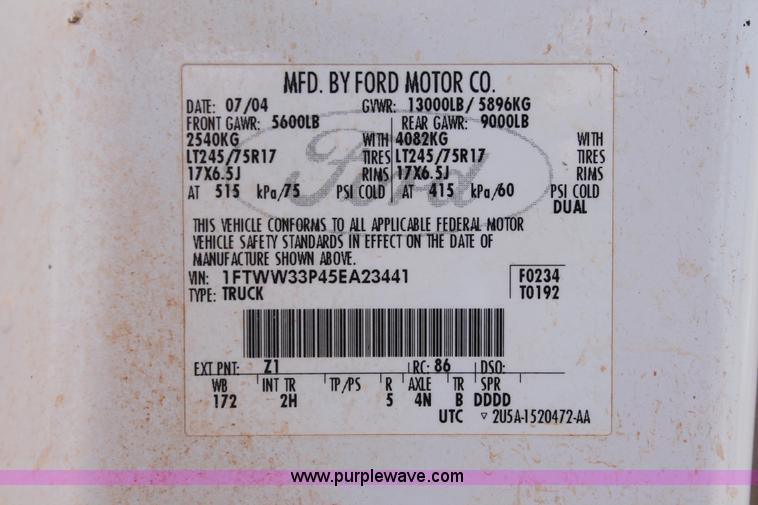 MFD. BY FORD MOTOR CO.
DATE: 07/04 GVWR: 13000LB/ 5896KG
FRONT GAWR: 5600LB REAR GAWR: 9000LB
2540KG WITH 4082KG WITH
LT245/75R17 TIRES LT245/75R17 TIRES
17X6.5J RIMS 17X6.5J RIMS
AT 515 kPa/75 PSI COLD AT 415 kPa/60 PSI COLD
DUAL
Ford
THIS VEHICLE CONFORMS TO ALL APPLICABLE FEDERAL MOTOR
VEHICLE SAFETY STANDARDS IN EFFECT ON THE DATE OF
MANUFACTURE SHOWN ABOVE.
VIN: 1FTWW33P45EA23441 F0234
TYPE: TRUCK T0192
EXT PNT: Z1 RC: 86 DSO:
WB INT TR TP/PS R AXLE TR SPR
172 2H 5 4N B DDDD
UTC ▽ 2U5A-1520472-AA
www.purplewave.com